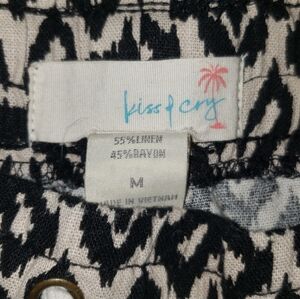 kiss & cry
55%LINEN
45%RAYON
M
MADE IN VIETNAM